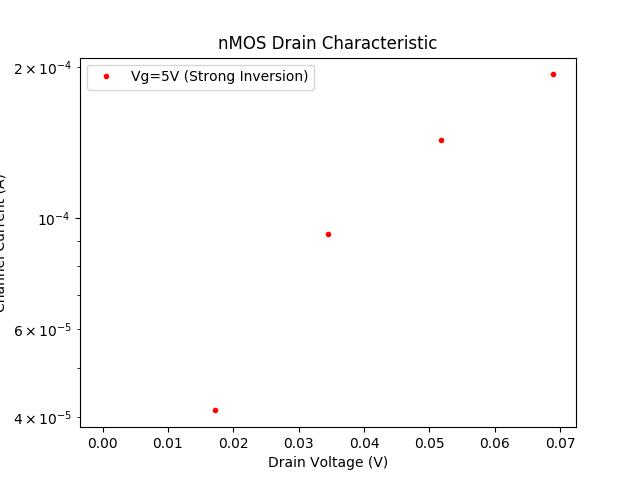 nMOS Drain Characteristic
Vg=5V (Strong Inversion)
2 × 10⁻⁴
10⁻⁴
6 × 10⁻⁵
4 × 10⁻⁵
Channel Current (A)
0.00 0.01 0.02 0.03 0.04 0.05 0.06 0.07
Drain Voltage (V)